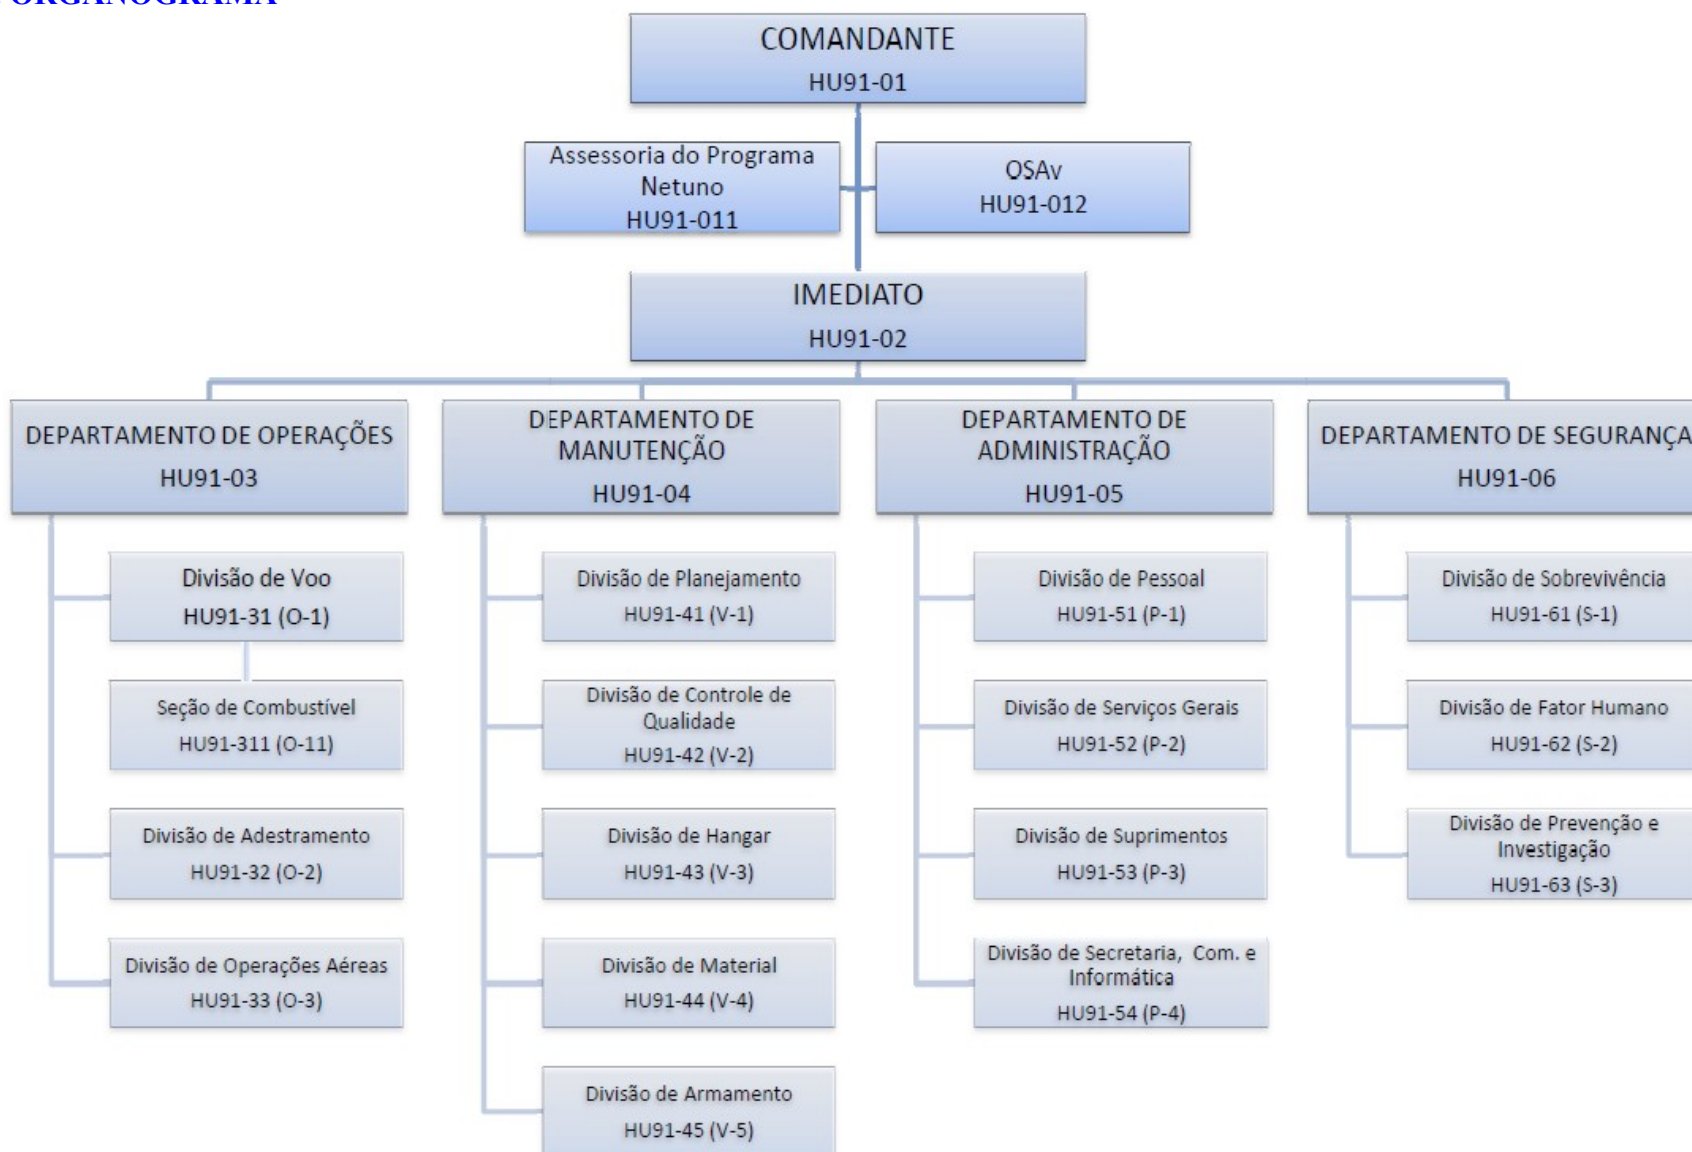 ORGANOGRAMA
COMANDANTE
HU91-01
Assessoria do Programa
Netuno
HU91-011
OSAv
HU91-012
IMEDIATO
HU91-02
DEPARTAMENTO DE OPERAÇÕES
HU91-03
DEPARTAMENTO DE
MANUTENÇÃO
HU91-04
DEPARTAMENTO DE
ADMINISTRAÇÃO
HU91-05
DEPARTAMENTO DE SEGURANÇA
HU91-06
Divisão de Voo
HU91-31 (O-1)
Seção de Combustível
HU91-311 (O-11)
Divisão de Adestramento
HU91-32 (O-2)
Divisão de Operações Aéreas
HU91-33 (O-3)
Divisão de Planejamento
HU91-41 (V-1)
Divisão de Controle de
Qualidade
HU91-42 (V-2)
Divisão de Hangar
HU91-43 (V-3)
Divisão de Material
HU91-44 (V-4)
Divisão de Armamento
HU91-45 (V-5)
Divisão de Pessoal
HU91-51 (P-1)
Divisão de Serviços Gerais
HU91-52 (P-2)
Divisão de Suprimentos
HU91-53 (P-3)
Divisão de Secretaria, Com. e
Informática
HU91-54 (P-4)
Divisão de Sobrevivência
HU91-61 (S-1)
Divisão de Fator Humano
HU91-62 (S-2)
Divisão de Prevenção e
Investigação
HU91-63 (S-3)